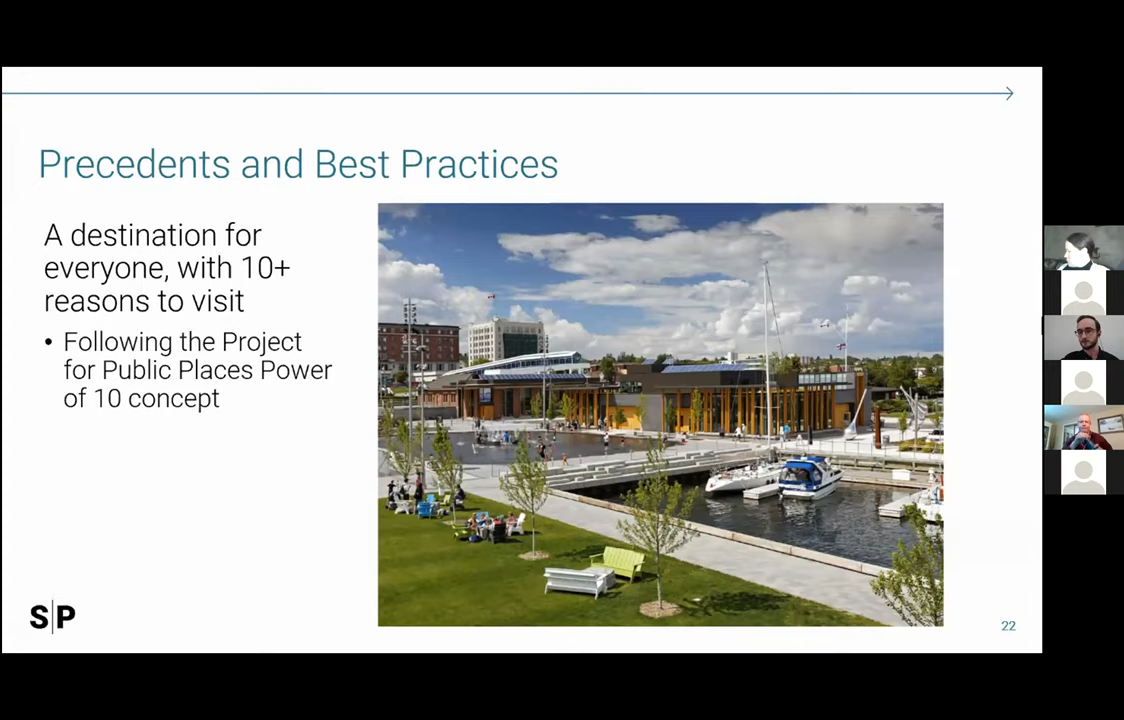 Precedents and Best Practices
A destination for
everyone, with 10+
reasons to visit
• Following the Project
for Public Places Power
of 10 concept
S|P
22